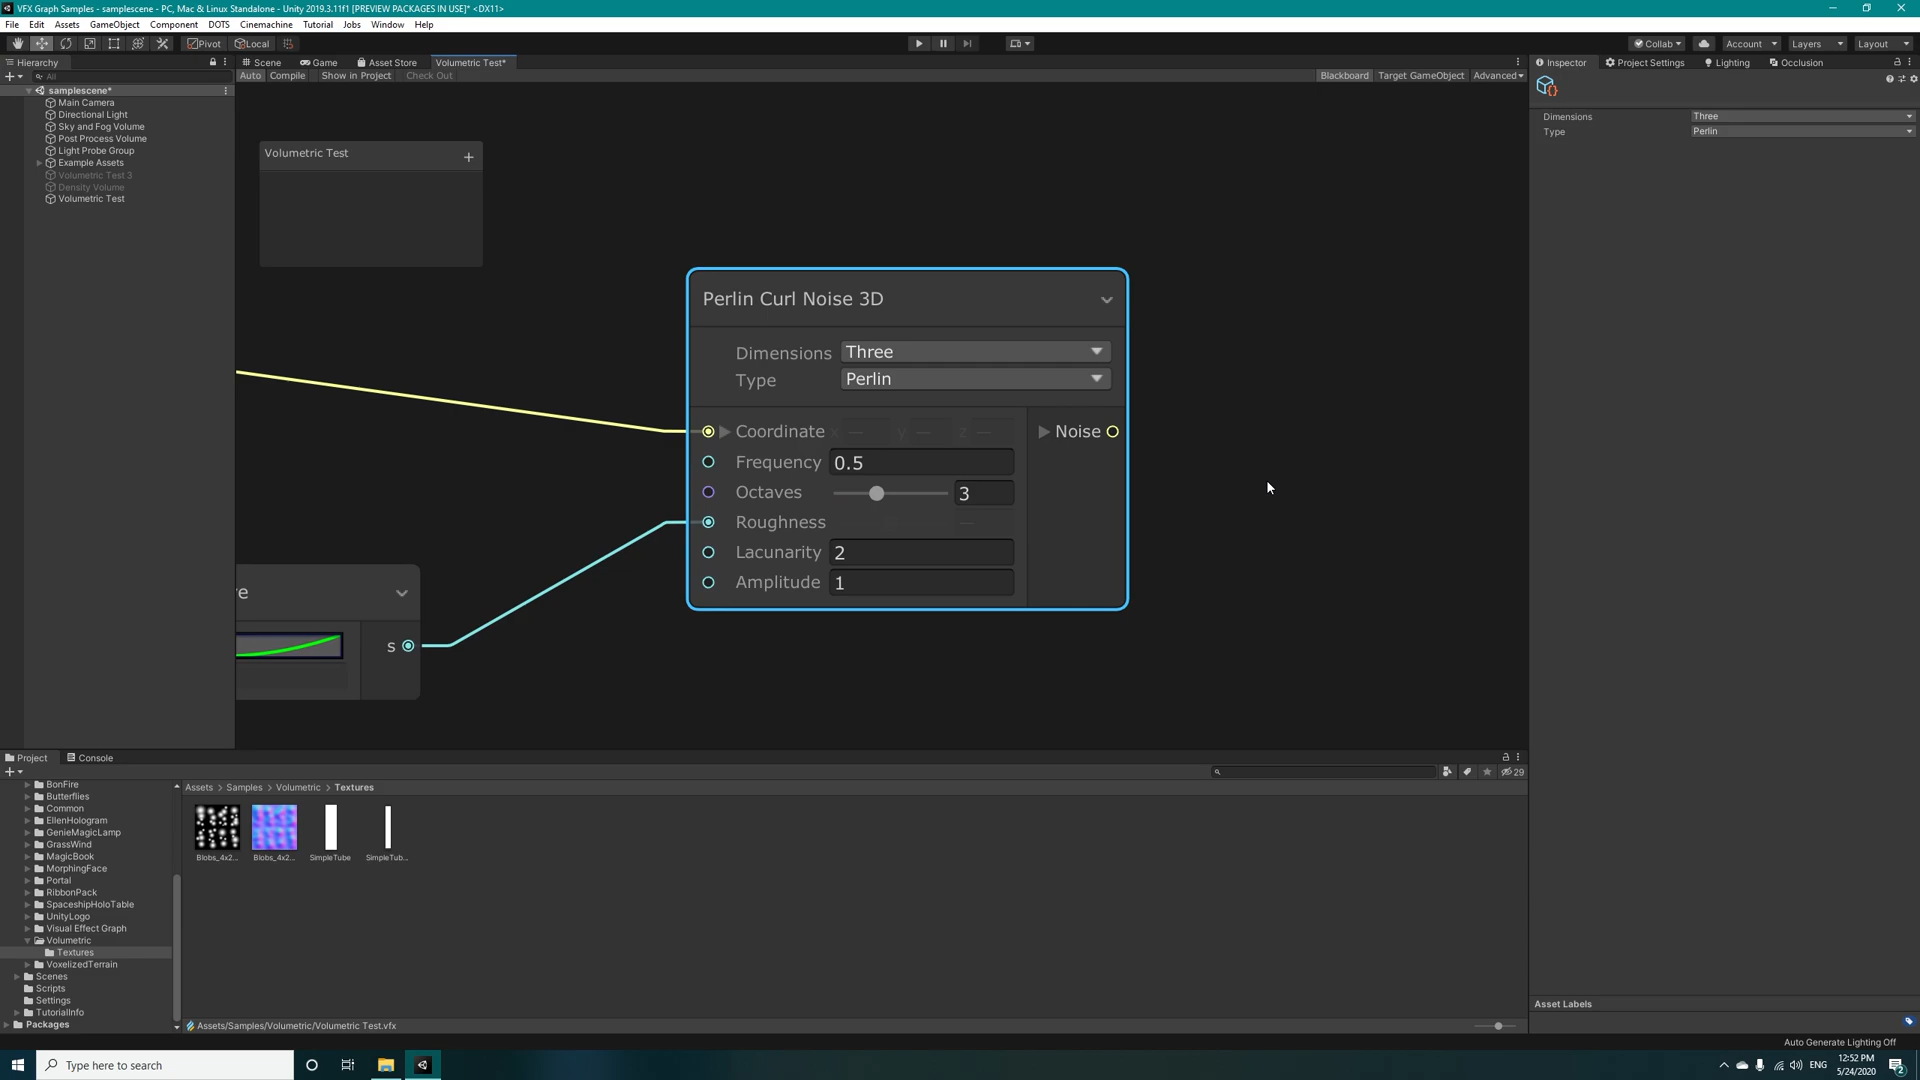 VFX Graph Samples - samplescene - PC, Mac & Linux Standalone - Unity 2019.3.11f1 [PREVIEW PACKAGES IN USE]* <DX11>
File Edit Assets GameObject Component DOTS Cinemachine Tutorial Jobs Window Help
Pivot Local Collab Account Layers Layout
Hierarchy
All
samplescene*
Main Camera
Directional Light
Sky and Fog Volume
Post Process Volume
Light Probe Group
Example Assets
Volumetric Test 3
Density Volume
Volumetric Test
Scene Game Asset Store Volumetric Test*
Auto Compile Show in Project Check Out Blackboard Target GameObject Advanced
Volumetric Test +
Perlin Curl Noise 3D
Dimensions Three
Type Perlin
Coordinate x — y — z — Noise
Frequency 0.5
Octaves 3
Roughness —
Lacunarity 2
Amplitude 1
e
s
Inspector Project Settings Lighting Occlusion
Dimensions Three
Type Perlin
Asset Labels
Project Console
29
BonFire
Butterflies
Common
EllenHologram
GenieMagicLamp
GrassWind
MagicBook
MorphingFace
Portal
RibbonPack
SpaceshipHoloTable
UnityLogo
Visual Effect Graph
Volumetric
Textures
VoxelizedTerrain
Scenes
Scripts
Settings
TutorialInfo
Packages
Assets > Samples > Volumetric > Textures
Blobs_4x2... Blobs_4x2... SimpleTube SimpleTub...
Assets/Samples/Volumetric/Volumetric Test.vfx
Auto Generate Lighting Off
Type here to search
ENG
12:52 PM
5/24/2020
2